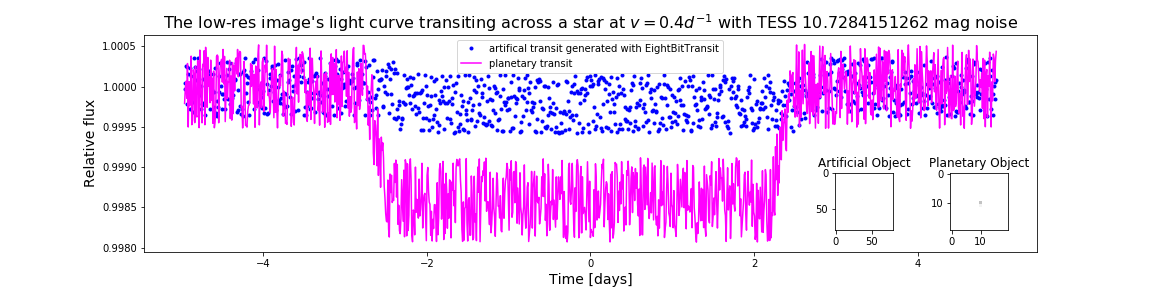 The low-res image's light curve transiting across a star at v = 0.4d⁻¹ with TESS 10.7284151262 mag noise
artifical transit generated with EightBitTransit
planetary transit
Relative flux
1.0005
1.0000
0.9995
0.9990
0.9985
0.9980
Artificial Object
0
50
0 50
Planetary Object
0
10
0 10
−4 −2 0 2 4
Time [days]